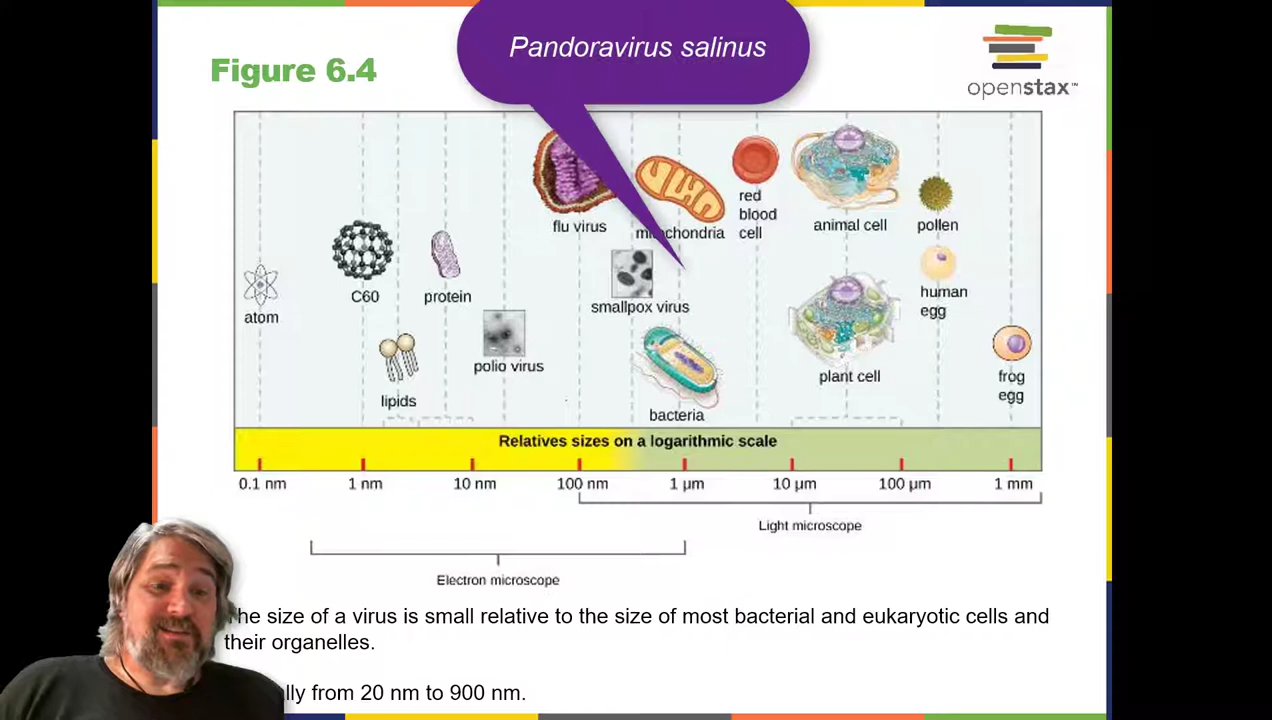 Pandoravirus salinus
Figure 6.4
openstax™
flu virus
mitochondria
red
blood
cell
animal cell
pollen
atom
C60
protein
smallpox virus
human
egg
lipids
polio virus
bacteria
plant cell
frog
egg
Relatives sizes on a logarithmic scale
0.1 nm
1 nm
10 nm
100 nm
1 μm
10 μm
100 μm
1 mm
Light microscope
Electron microscope
The size of a virus is small relative to the size of most bacterial and eukaryotic cells and
their organelles.
from 20 nm to 900 nm.